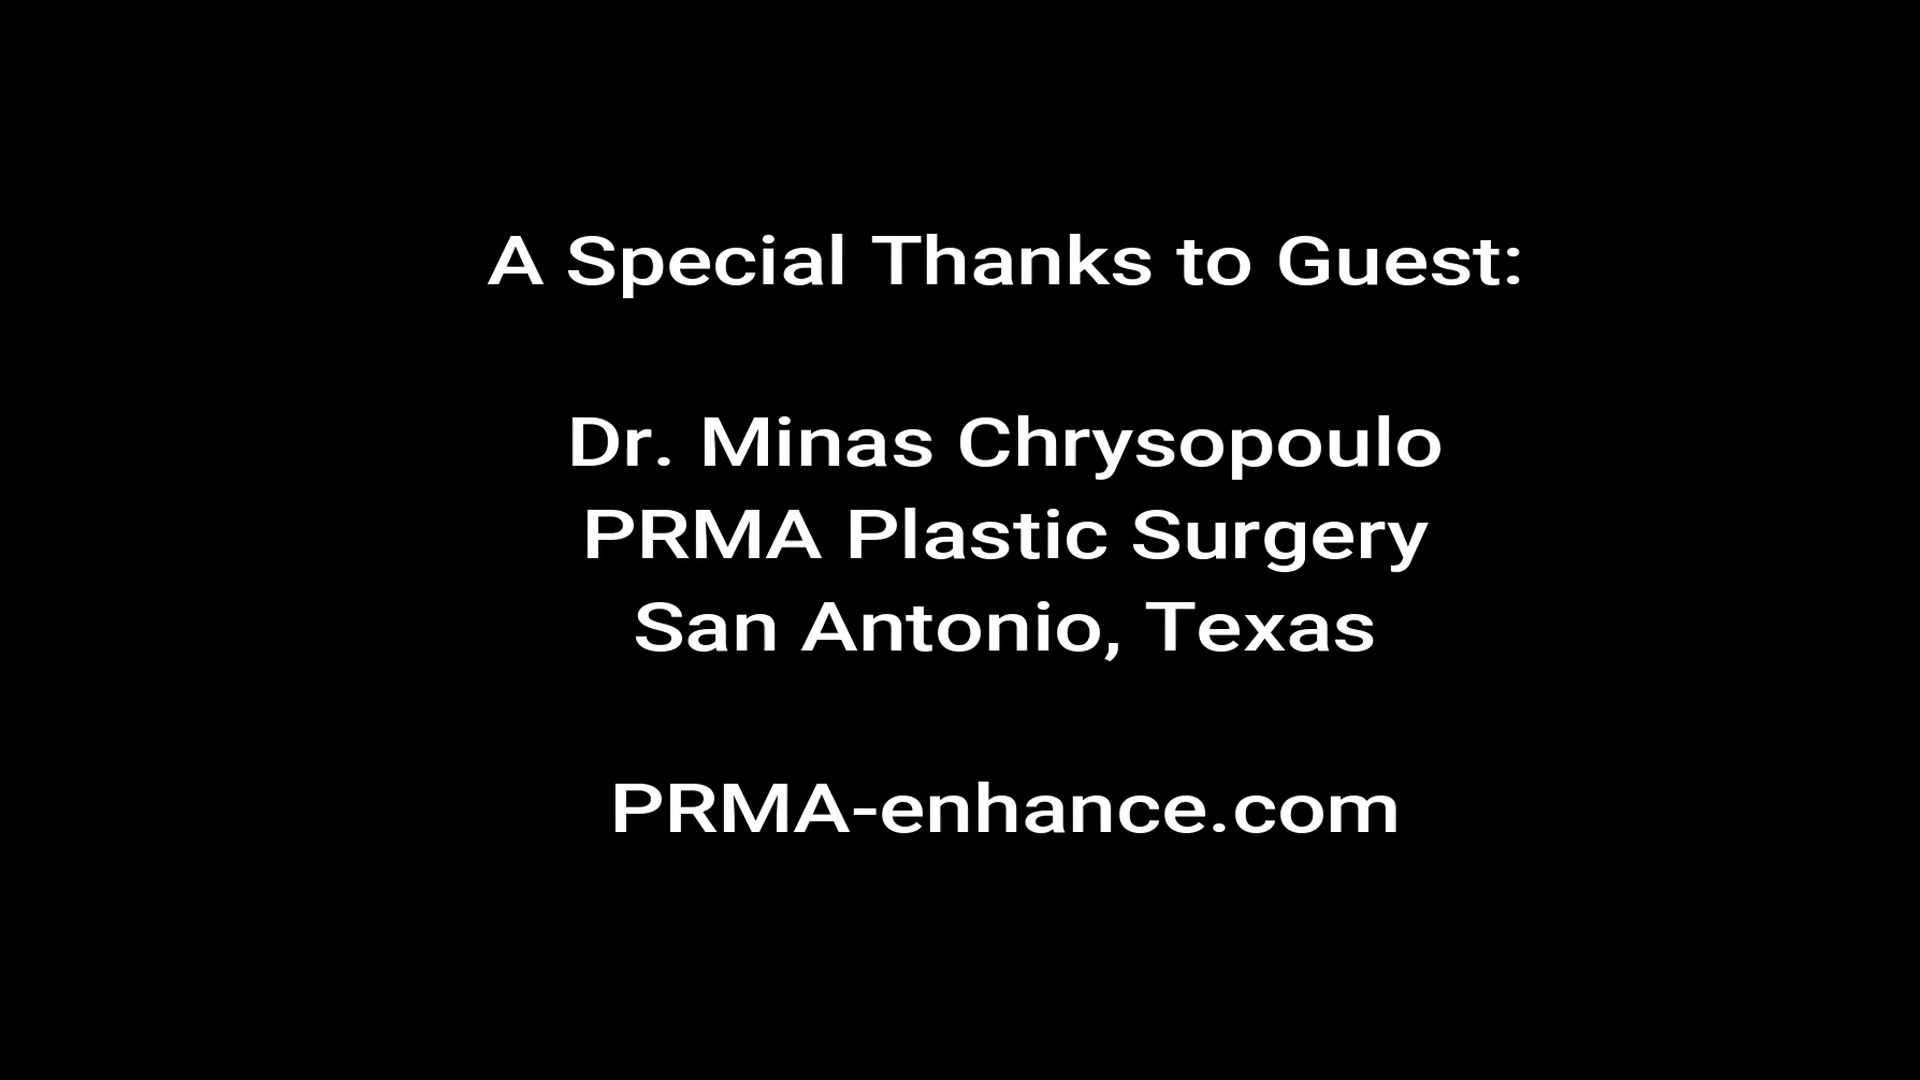 A Special Thanks to Guest:
Dr. Minas Chrysopoulo
PRMA Plastic Surgery
San Antonio, Texas
PRMA-enhance.com